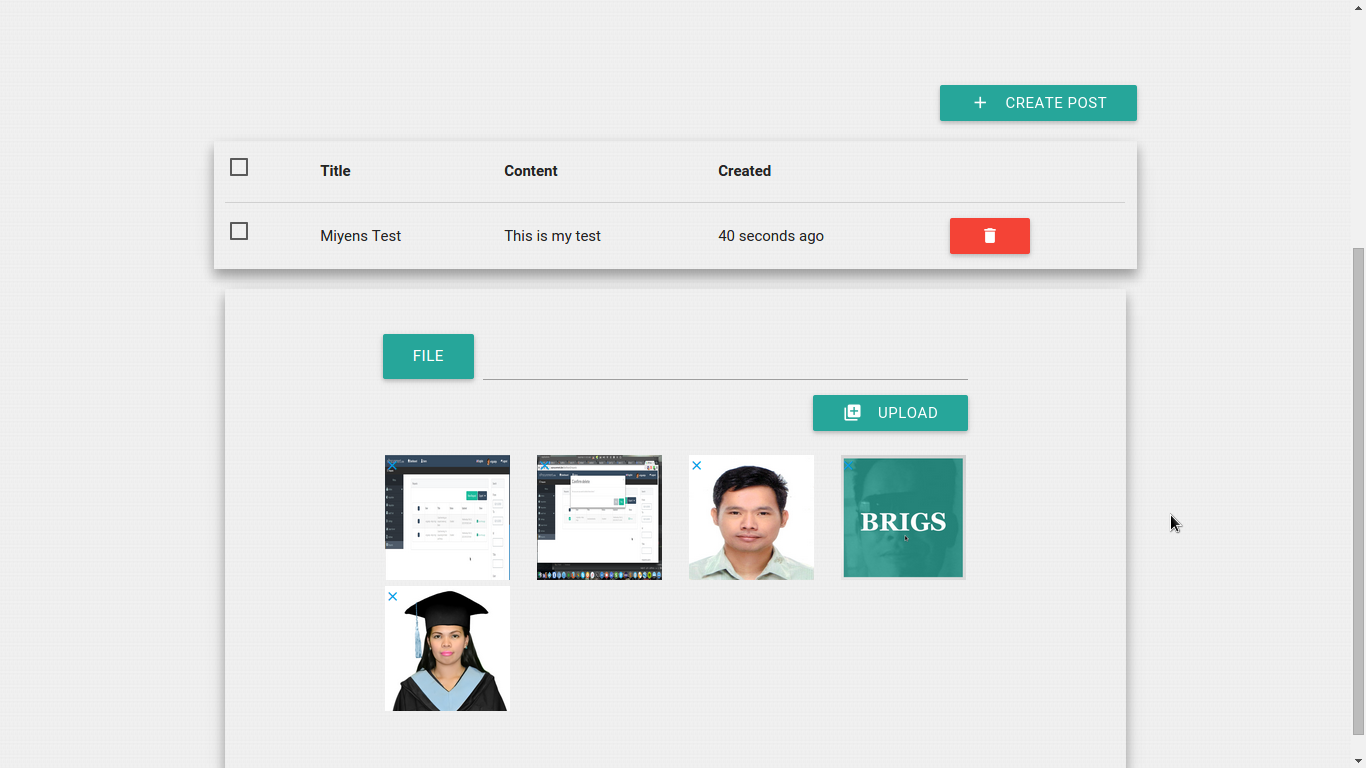 CREATE POST
Title Content Created
Miyens Test This is my test 40 seconds ago
FILE
UPLOAD
BRIGS